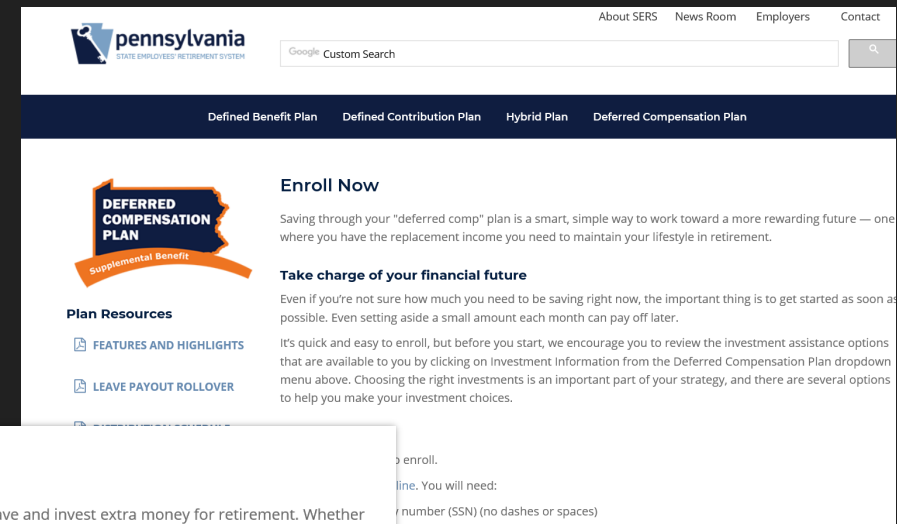 About SERS News Room Employers Contact
pennsylvania
STATE EMPLOYEES' RETIREMENT SYSTEM
Google Custom Search
Defined Benefit Plan Defined Contribution Plan Hybrid Plan Deferred Compensation Plan
DEFERRED
COMPENSATION
PLAN
Supplemental Benefit
Plan Resources
FEATURES AND HIGHLIGHTS
LEAVE PAYOUT ROLLOVER
Enroll Now
Saving through your "deferred comp" plan is a smart, simple way to work toward a more rewarding future — one
where you have the replacement income you need to maintain your lifestyle in retirement.
Take charge of your financial future
Even if you’re not sure how much you need to be saving right now, the important thing is to get started as soon as
possible. Even setting aside a small amount each month can pay off later.
It’s quick and easy to enroll, but before you start, we encourage you to review the investment assistance options
that are available to you by clicking on Investment Information from the Deferred Compensation Plan dropdown
menu above. Choosing the right investments is an important part of your strategy, and there are several options
to help you make your investment choices.
enroll.
line. You will need:
number (SSN) (no dashes or spaces)
ave and invest extra money for retirement. Whether